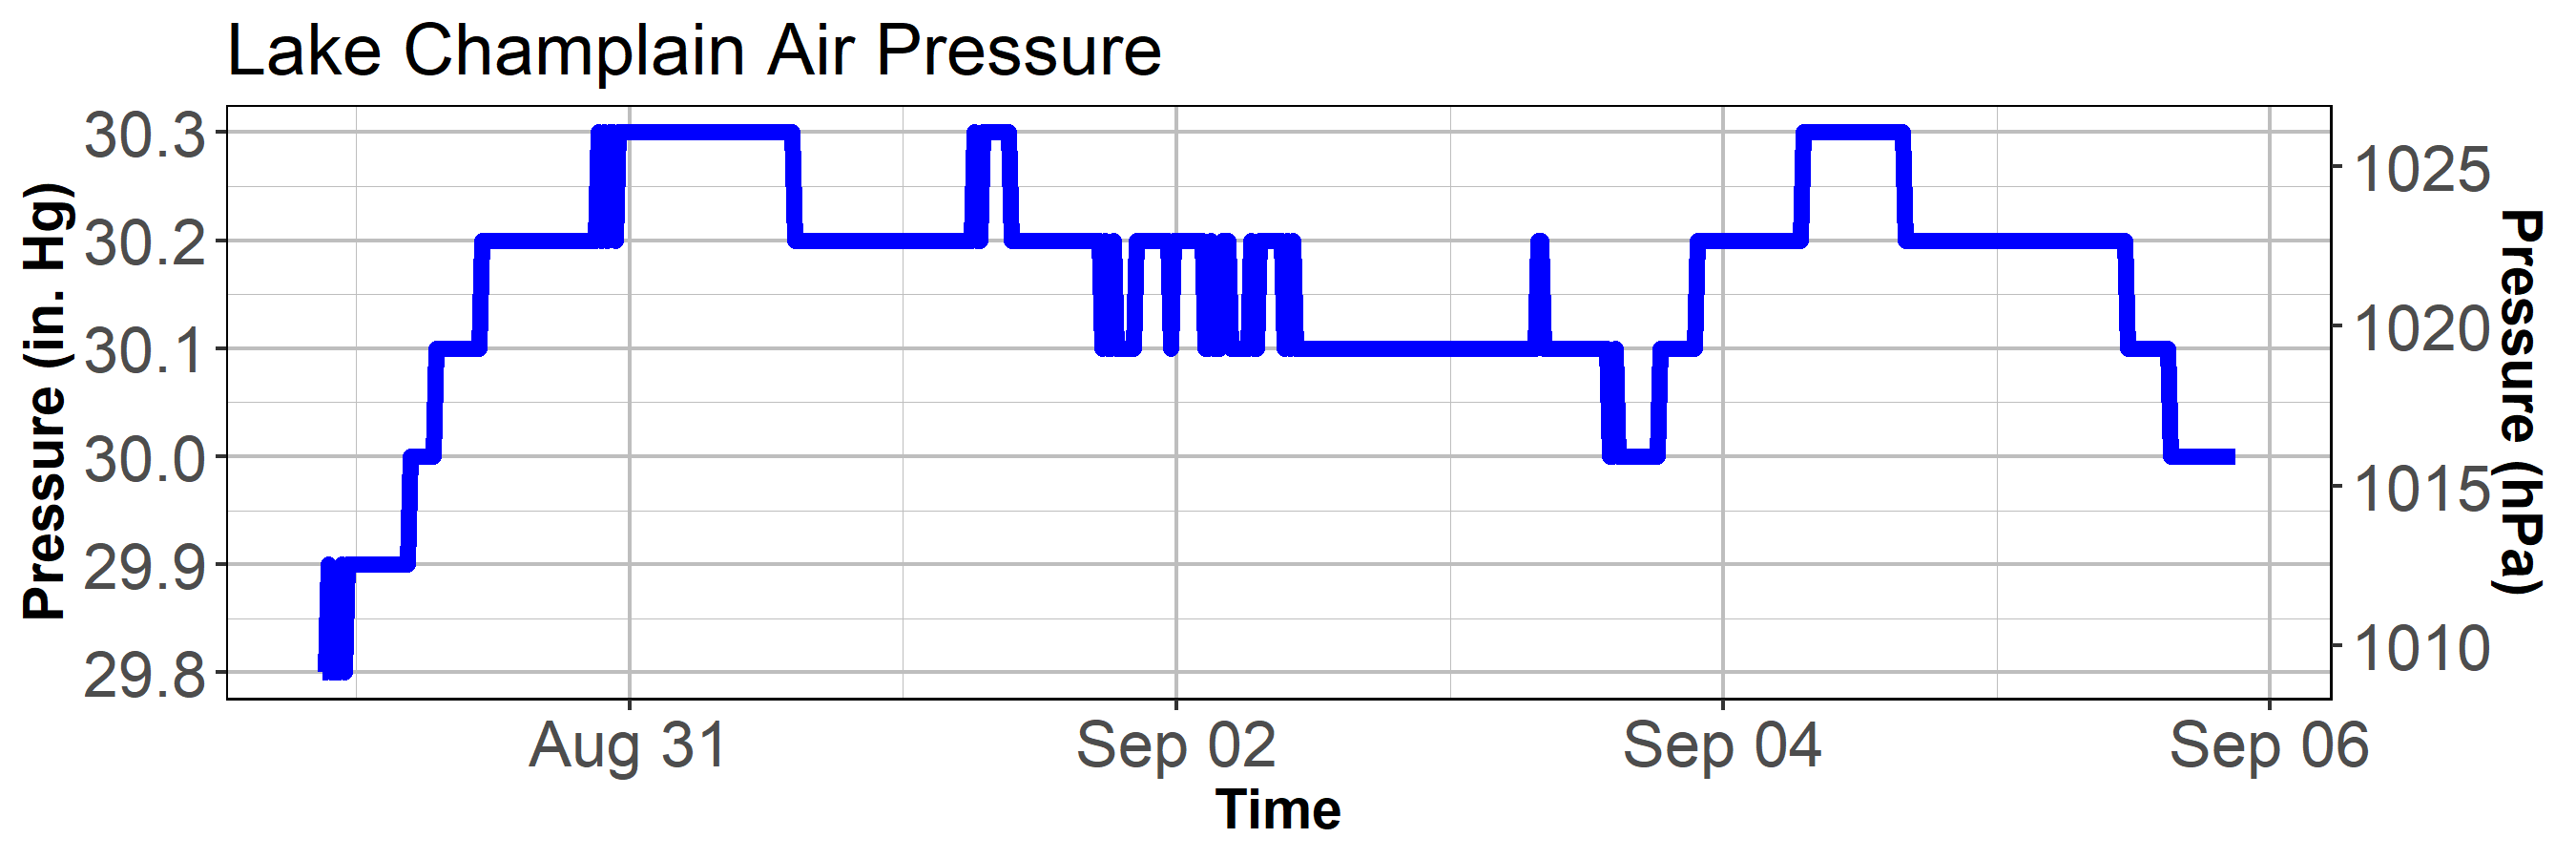 Lake Champlain Air Pressure
Pressure (in. Hg)
30.3
30.2
30.1
30.0
29.9
29.8
1025
1020
1015
1010
Pressure (hPa)
Aug 31 Sep 02 Sep 04 Sep 06
Time